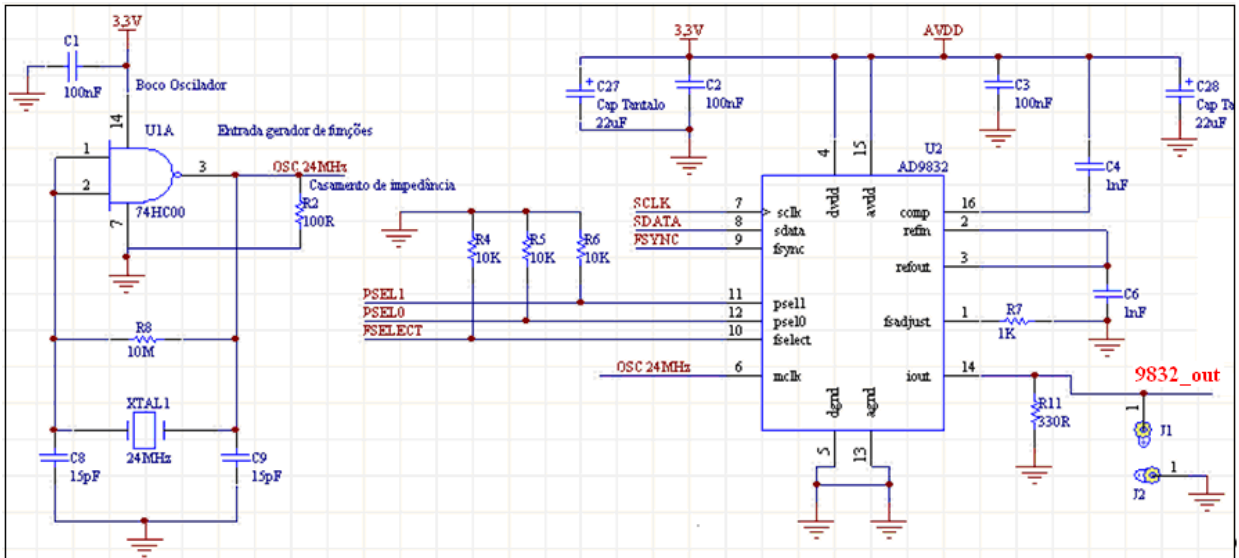 3.3V
C1
100nF
Boco Oscilador
14
U1A
Entrada gerador de funções
1
2
3
OSC 24MHz
Casamento de impedância
R2
100R
74HC00
7
R8
10M
XTAL1
24MHz
C8
15pF
C9
15pF
3.3V
AVDD
C27
Cap Tantalo
22uF
C2
100nF
C3
100nF
C28
Cap Ta
22uF
4
15
U2
AD9832
C4
1nF
SCLK
SDATA
FSYNC
7
8
9
sclk
sdata
fsync
dvdd
avdd
comp
refin
refout
16
2
3
R4
10K
R5
10K
R6
10K
C6
1nF
PSEL1
PSEL0
FSELECT
11
12
10
psel1
psel0
fselect
fsadjust
1
R7
1K
OSC 24MHz
6
mclk
iout
14
9832_out
dgnd
agnd
5
13
R11
330R
1
J1
1
J2